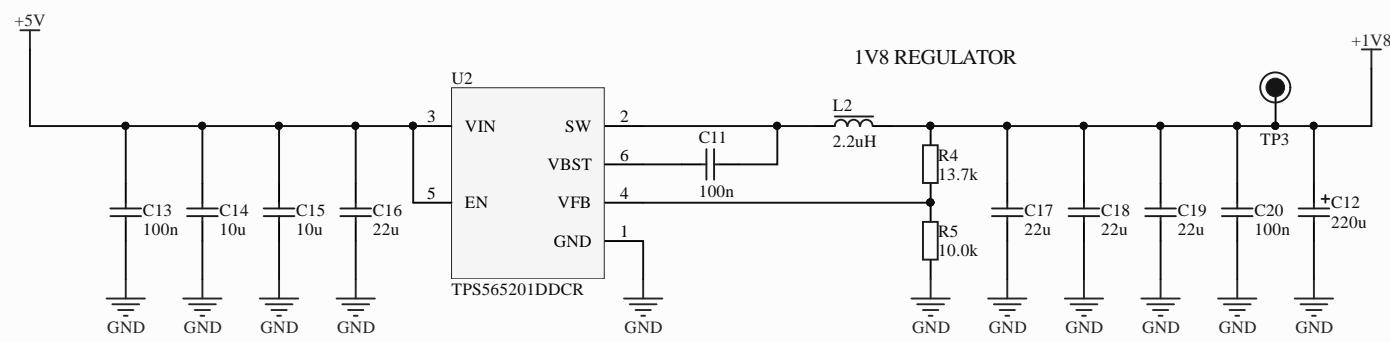 +5V
1V8 REGULATOR
+1V8
U2
3 VIN SW 2
L2
2.2uH
TP3
C11
100n
VBST 6
R4
13.7k
5 EN VFB 4
C13
100n
C14
10u
C15
10u
C16
22u
GND 1
R5
10.0k
C17
22u
C18
22u
C19
22u
C20
100n
+C12
220u
TPS565201DDCR
GND GND GND GND GND GND GND GND GND GND GND